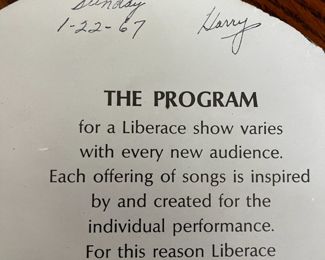 Sunday
1-22-67 Harry
THE PROGRAM
for a Liberace show varies
with every new audience.
Each offering of songs is inspired
by and created for the
individual performance.
For this reason Liberace